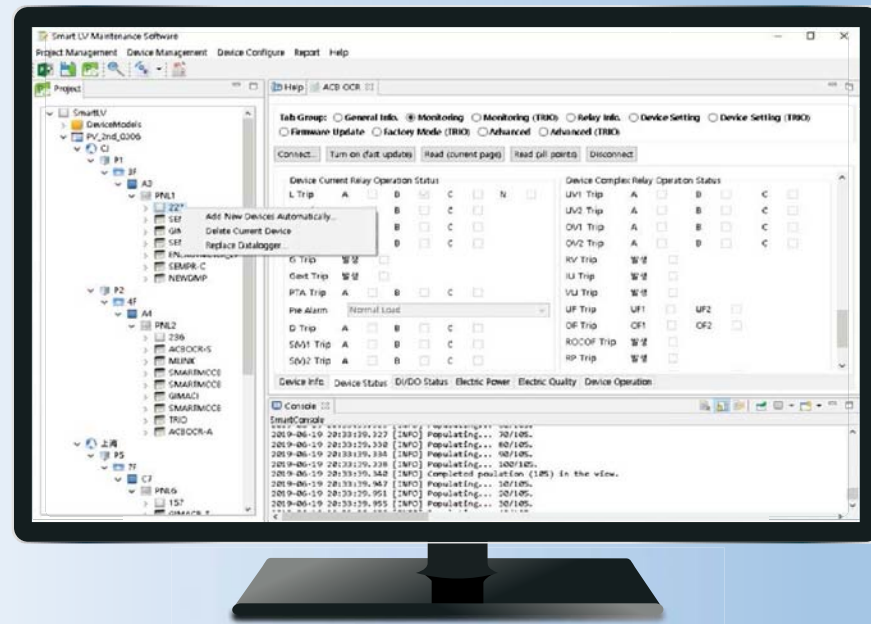 Smart LV Maintenance Software
Project Management Device Management Device Configure Report Help
Project
Help ACB OCR
SmartLV
DeviceModels
PV_2nd_0306
CJ
P1
3F
A3
PNL1
Add New Devices Automatically...
Delete Current Device
Replace Datalogger...
SEMPR-C
NEWDMP
P2
4F
A4
PNL2
236
ACBOCR-S
MLINK
SMARTMCCB
SMARTMCCB
GIMACI
SMARTMCCB
TRIO
ACBOCR-A
上海
P5
7F
C7
PNL6
157
Tab Group: General Info. Monitoring Monitoring (TRIO) Relay Info. Device Setting Device Setting (TRIO)
Firmware Update Factory Mode (TRIO) Advanced Advanced (TRIO)
Connect... Turn on (fast update) Read (current page) Read (all points) Disconnect
Device Current Relay Operation Status
L Trip A B C N
B C
B C
B C
G Trip 발생
Gext Trip 발생
PTA Trip A B C
Pre Alarm Normal Load
D Trip A B C
S(V)1 Trip A B C
S(V)2 Trip A B C
Device Complex Relay Operation Status
UV1 Trip A B C
UV2 Trip A B C
OV1 Trip A B C
OV2 Trip A B C
RV Trip 발생
IU Trip 발생
VU Trip 발생
UF Trip UF1 UF2
OF Trip OF1 OF2
ROCOF Trip 발생
RP Trip 발생
Device Info. Device Status DI/DO Status Electric Power Electric Quality Device Operation
Console
SmartConsole
2019-06-19 20:33:39.327 [INFO] Populating... 70/105.
2019-06-19 20:33:39.330 [INFO] Populating... 80/105.
2019-06-19 20:33:39.334 [INFO] Populating... 90/105.
2019-06-19 20:33:39.338 [INFO] Populating... 100/105.
2019-06-19 20:33:39.340 [INFO] Completed poulation (105) in the view.
2019-06-19 20:33:39.947 [INFO] Populating... 10/105.
2019-06-19 20:33:39.951 [INFO] Populating... 20/105.
2019-06-19 20:33:39.955 [INFO] Populating... 30/105.